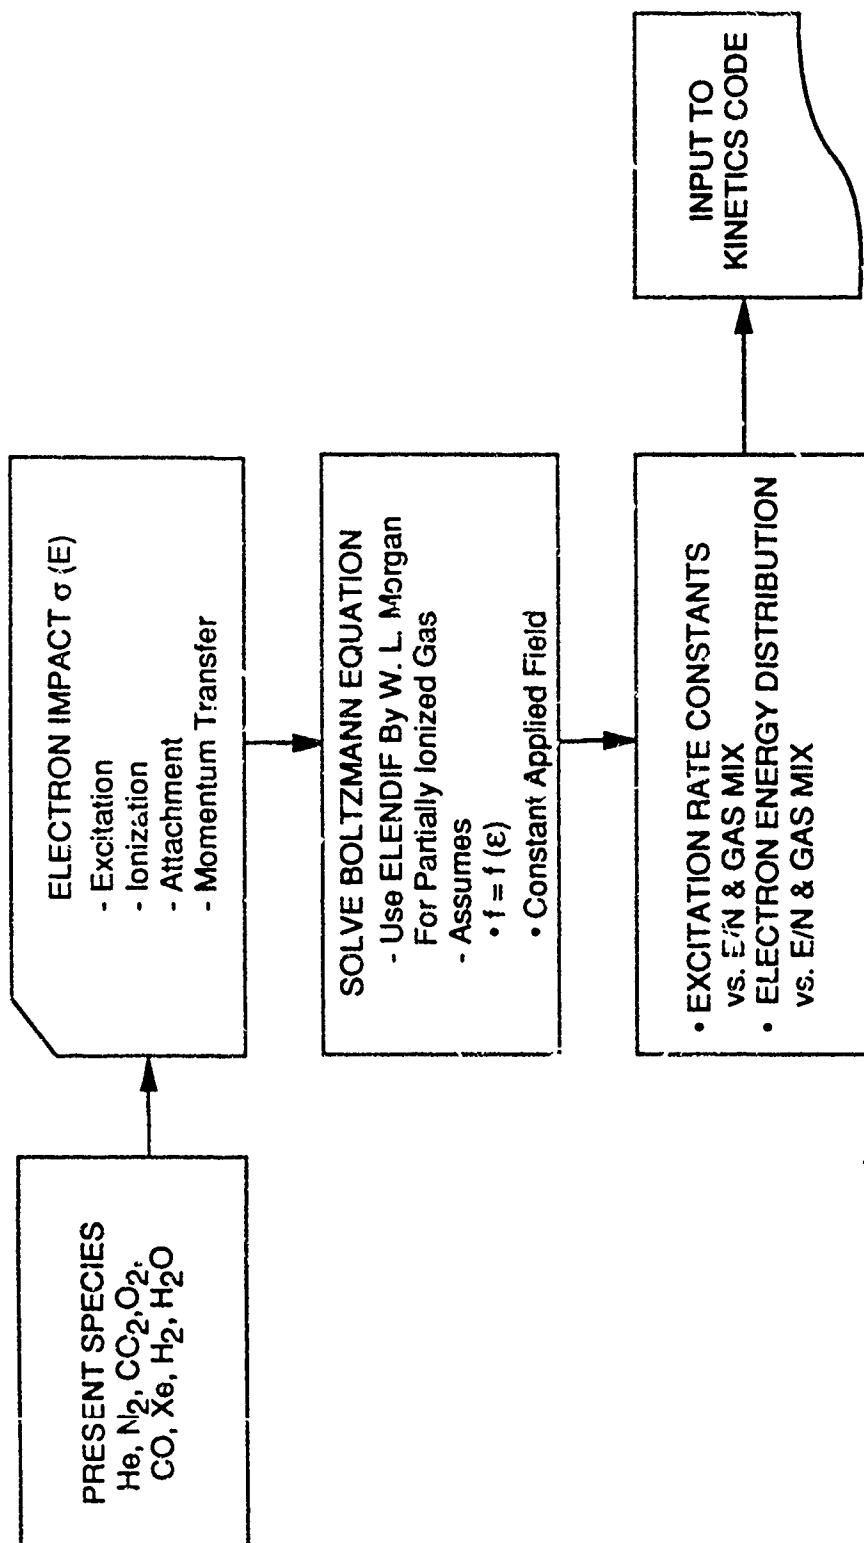 PRESENT SPECIES
He, N2, CO2, O2,
CO, Xe, H2, H2O
ELECTRON IMPACT σ (E)
- Excitation
- Ionization
- Attachment
- Momentum Transfer
SOLVE BOLTZMANN EQUATION
- Use ELENDIF By W. L. Morgan
For Partially Ionized Gas
- Assumes
• f = f (ε)
• Constant Applied Field
• EXCITATION RATE CONSTANTS
vs. E/N & GAS MIX
• ELECTRON ENERGY DISTRIBUTION
vs. E/N & GAS MIX
INPUT TO
KINETICS CODE